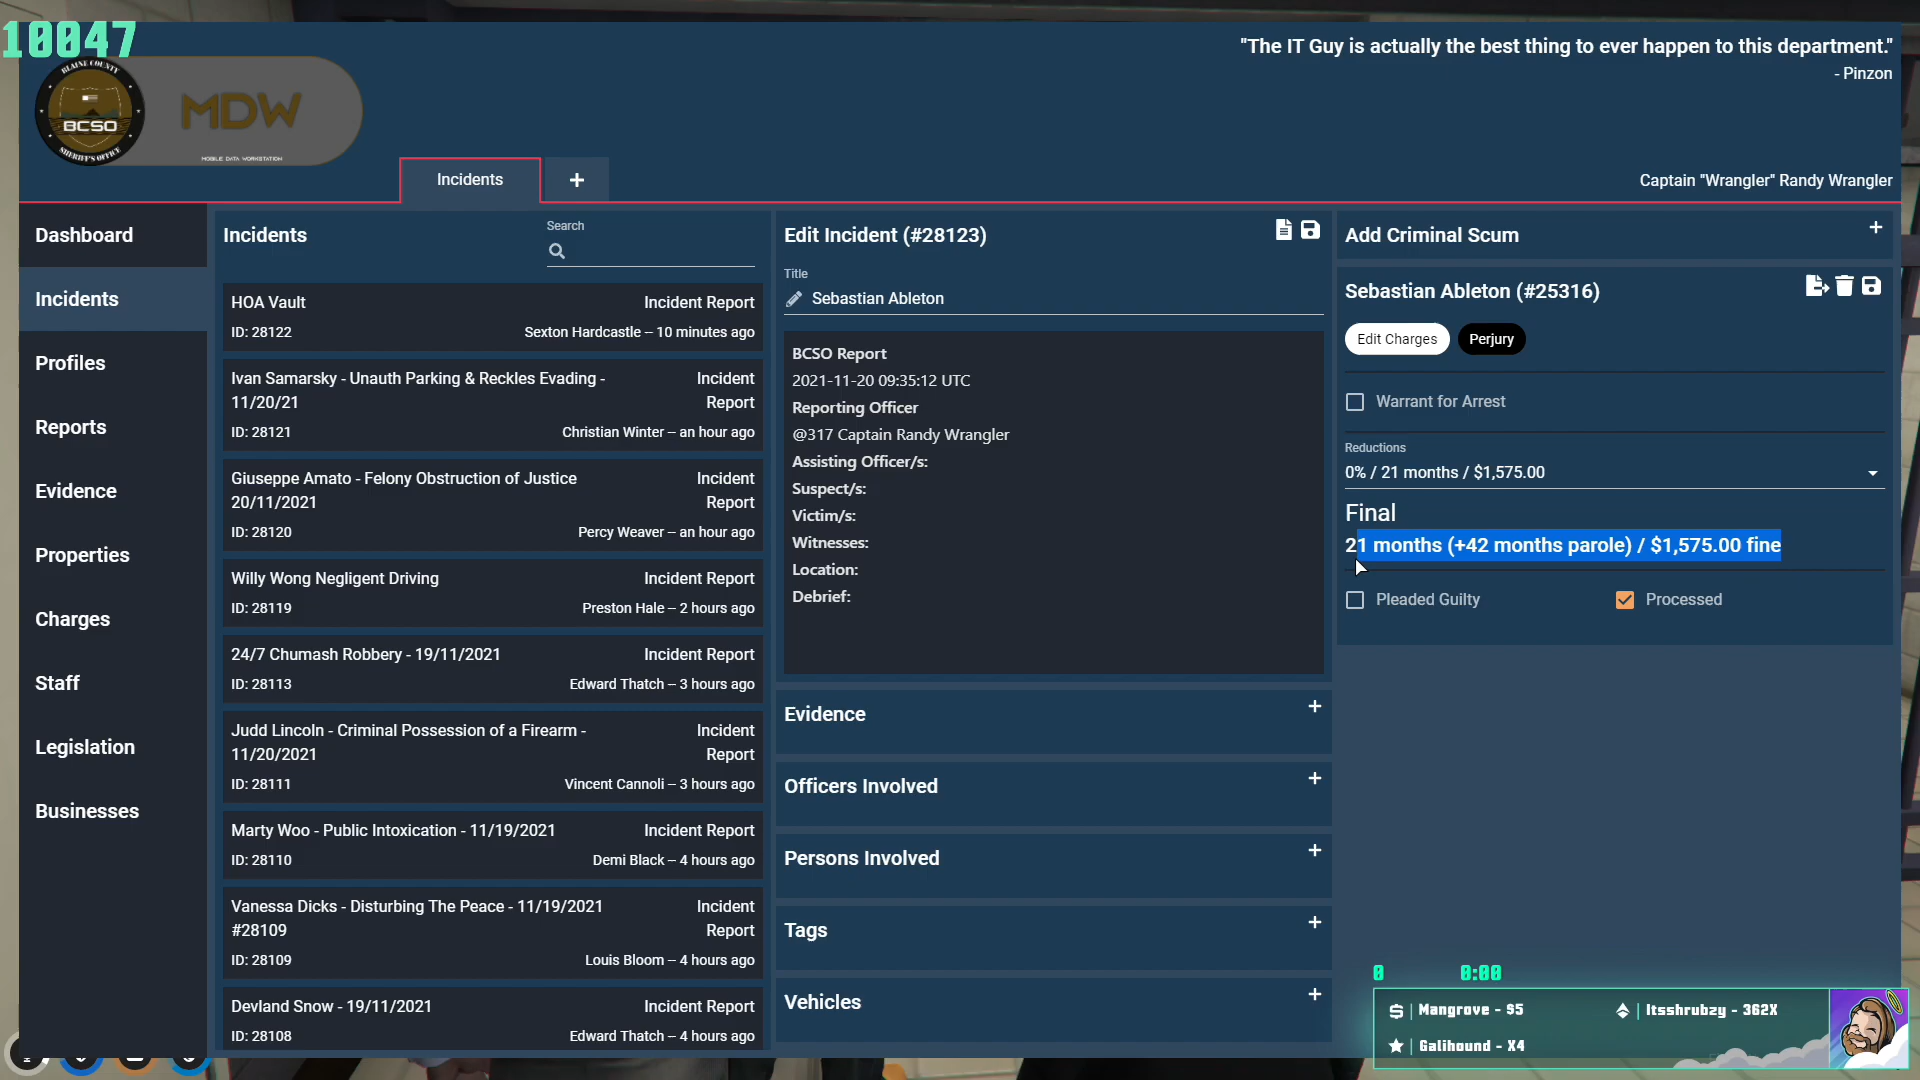 10047
"The IT Guy is actually the best thing to ever happen to this department."
- Pinzon
BLAINE COUNTY
BCSO
SHERIFF'S OFFICE
MDW
MOBILE DATA WORKSTATION
Incidents
+
Captain "Wrangler" Randy Wrangler
Dashboard
Incidents
Profiles
Reports
Evidence
Properties
Charges
Staff
Legislation
Businesses
Incidents
Search
HOA Vault Incident Report
ID: 28122 Sexton Hardcastle – 10 minutes ago
Ivan Samarsky - Unauth Parking & Reckles Evading - Incident
11/20/21 Report
ID: 28121 Christian Winter – an hour ago
Giuseppe Amato - Felony Obstruction of Justice Incident
20/11/2021 Report
ID: 28120 Percy Weaver – an hour ago
Willy Wong Negligent Driving Incident Report
ID: 28119 Preston Hale – 2 hours ago
24/7 Chumash Robbery - 19/11/2021 Incident Report
ID: 28113 Edward Thatch – 3 hours ago
Judd Lincoln - Criminal Possession of a Firearm - Incident
11/20/2021 Report
ID: 28111 Vincent Cannoli – 3 hours ago
Marty Woo - Public Intoxication - 11/19/2021 Incident Report
ID: 28110 Demi Black – 4 hours ago
Vanessa Dicks - Disturbing The Peace - 11/19/2021 Incident
#28109 Report
ID: 28109 Louis Bloom – 4 hours ago
Devland Snow - 19/11/2021 Incident Report
ID: 28108 Edward Thatch – 4 hours ago
Edit Incident (#28123)
Title
Sebastian Ableton
BCSO Report
2021-11-20 09:35:12 UTC
Reporting Officer
@317 Captain Randy Wrangler
Assisting Officer/s:
Suspect/s:
Victim/s:
Witnesses:
Location:
Debrief:
Evidence +
Officers Involved +
Persons Involved +
Tags +
Vehicles +
Add Criminal Scum +
Sebastian Ableton (#25316)
Edit Charges Perjury
Warrant for Arrest
Reductions
0% / 21 months / $1,575.00
Final
21 months (+42 months parole) / $1,575.00 fine
Pleaded Guilty Processed
0 0:00
Mangrove - $5 Itsshrubzy - 362X
Galihound - X4